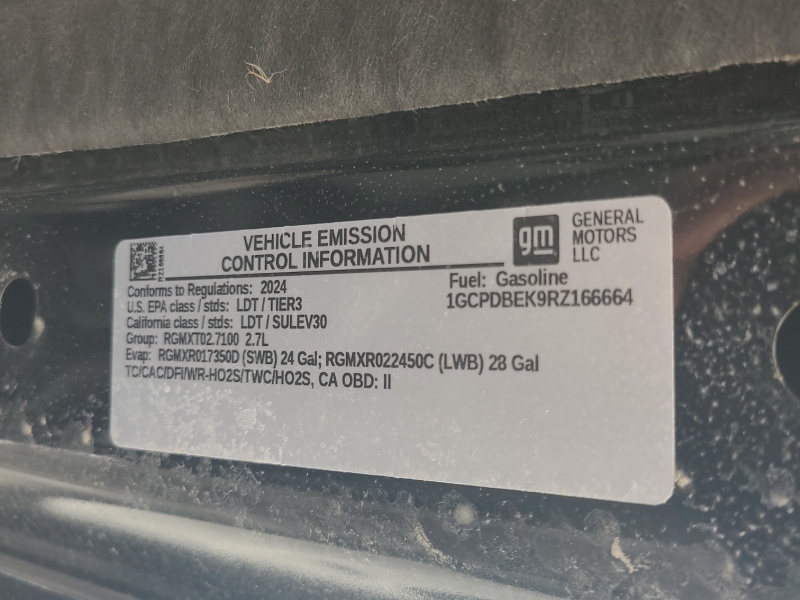 VEHICLE EMISSION
CONTROL INFORMATION
gm
GENERAL
MOTORS
LLC
RZ166664
Conforms to Regulations: 2024
U.S. EPA class / stds: LDT / TIER3
California class / stds: LDT / SULEV30
Group: RGMXT02.7100 2.7L
Evap: RGMXR017350D (SWB) 24 Gal; RGMXR022450C (LWB) 28 Gal
TC/CAC/DFI/WR-HO2S/TWC/HO2S, CA OBD: II
Fuel: Gasoline
1GCPDBEK9RZ166664